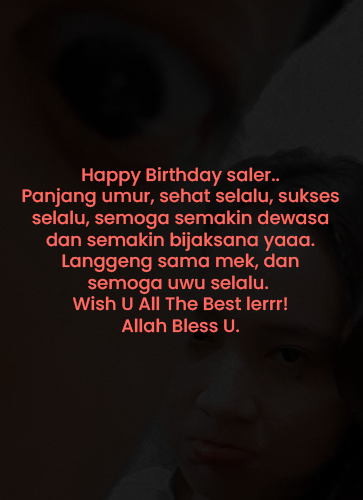 Happy Birthday saler..
Panjang umur, sehat selalu, sukses
selalu, semoga semakin dewasa
dan semakin bijaksana yaaa.
Langgeng sama mek, dan
semoga uwu selalu.
Wish U All The Best lerrr!
Allah Bless U.